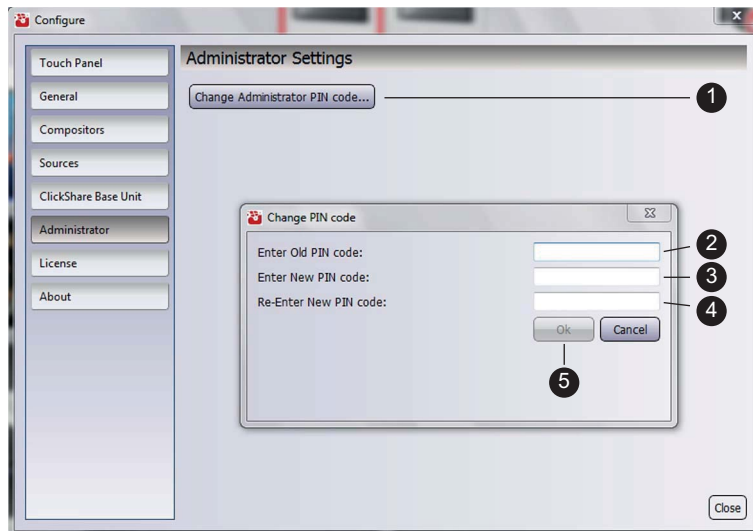 Configure
x
Touch Panel
General
Compositors
Sources
ClickShare Base Unit
Administrator
License
About
Administrator Settings
Change Administrator PIN code...
1
Change PIN code
Enter Old PIN code:
2
Enter New PIN code:
3
Re-Enter New PIN code:
4
Ok
Cancel
5
Close